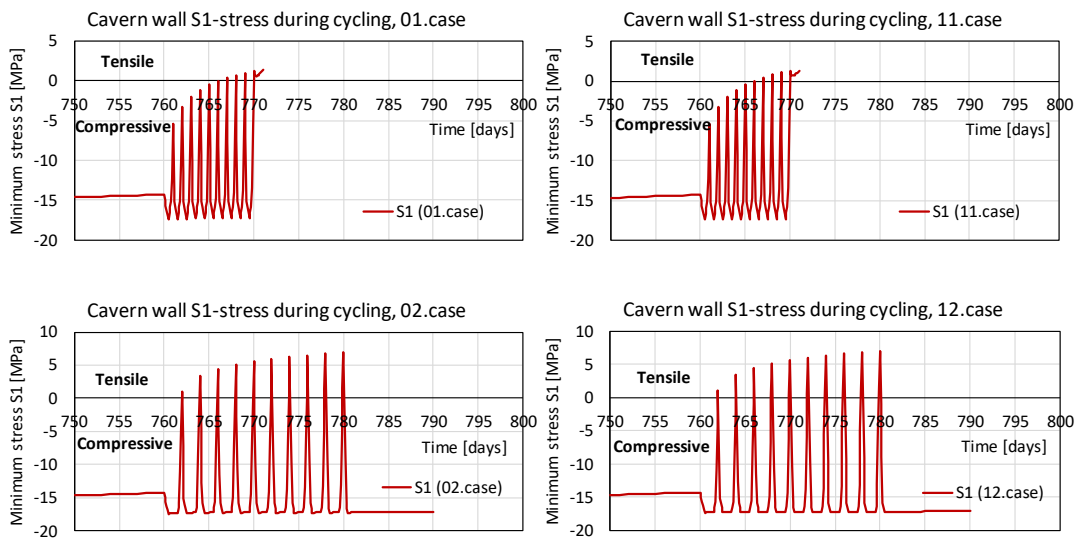 Cavern wall S1-stress during cycling, 01.case
Minimum stress S1 [MPa]
5
0
-5
-10
-15
-20
Tensile
750 755 760 765 770 775 780 785 790 795 800
Compressive
Time [days]
S1 (01.case)
Cavern wall S1-stress during cycling, 11.case
Minimum stress S1 [MPa]
5
0
-5
-10
-15
-20
Tensile
750 755 760 765 770 775 780 785 790 795 800
Compressive
Time [days]
S1 (11.case)
Cavern wall S1-stress during cycling, 02.case
Minimum stress S1 [MPa]
10
5
0
-5
-10
-15
-20
Tensile
750 755 760 765 770 775 780 785 790 795 800
Compressive
Time [days]
S1 (02.case)
Cavern wall S1-stress during cycling, 12.case
Minimum stress S1 [MPa]
10
5
0
-5
-10
-15
-20
Tensile
750 755 760 765 770 775 780 785 790 795 800
Compressive
Time [days]
S1 (12.case)